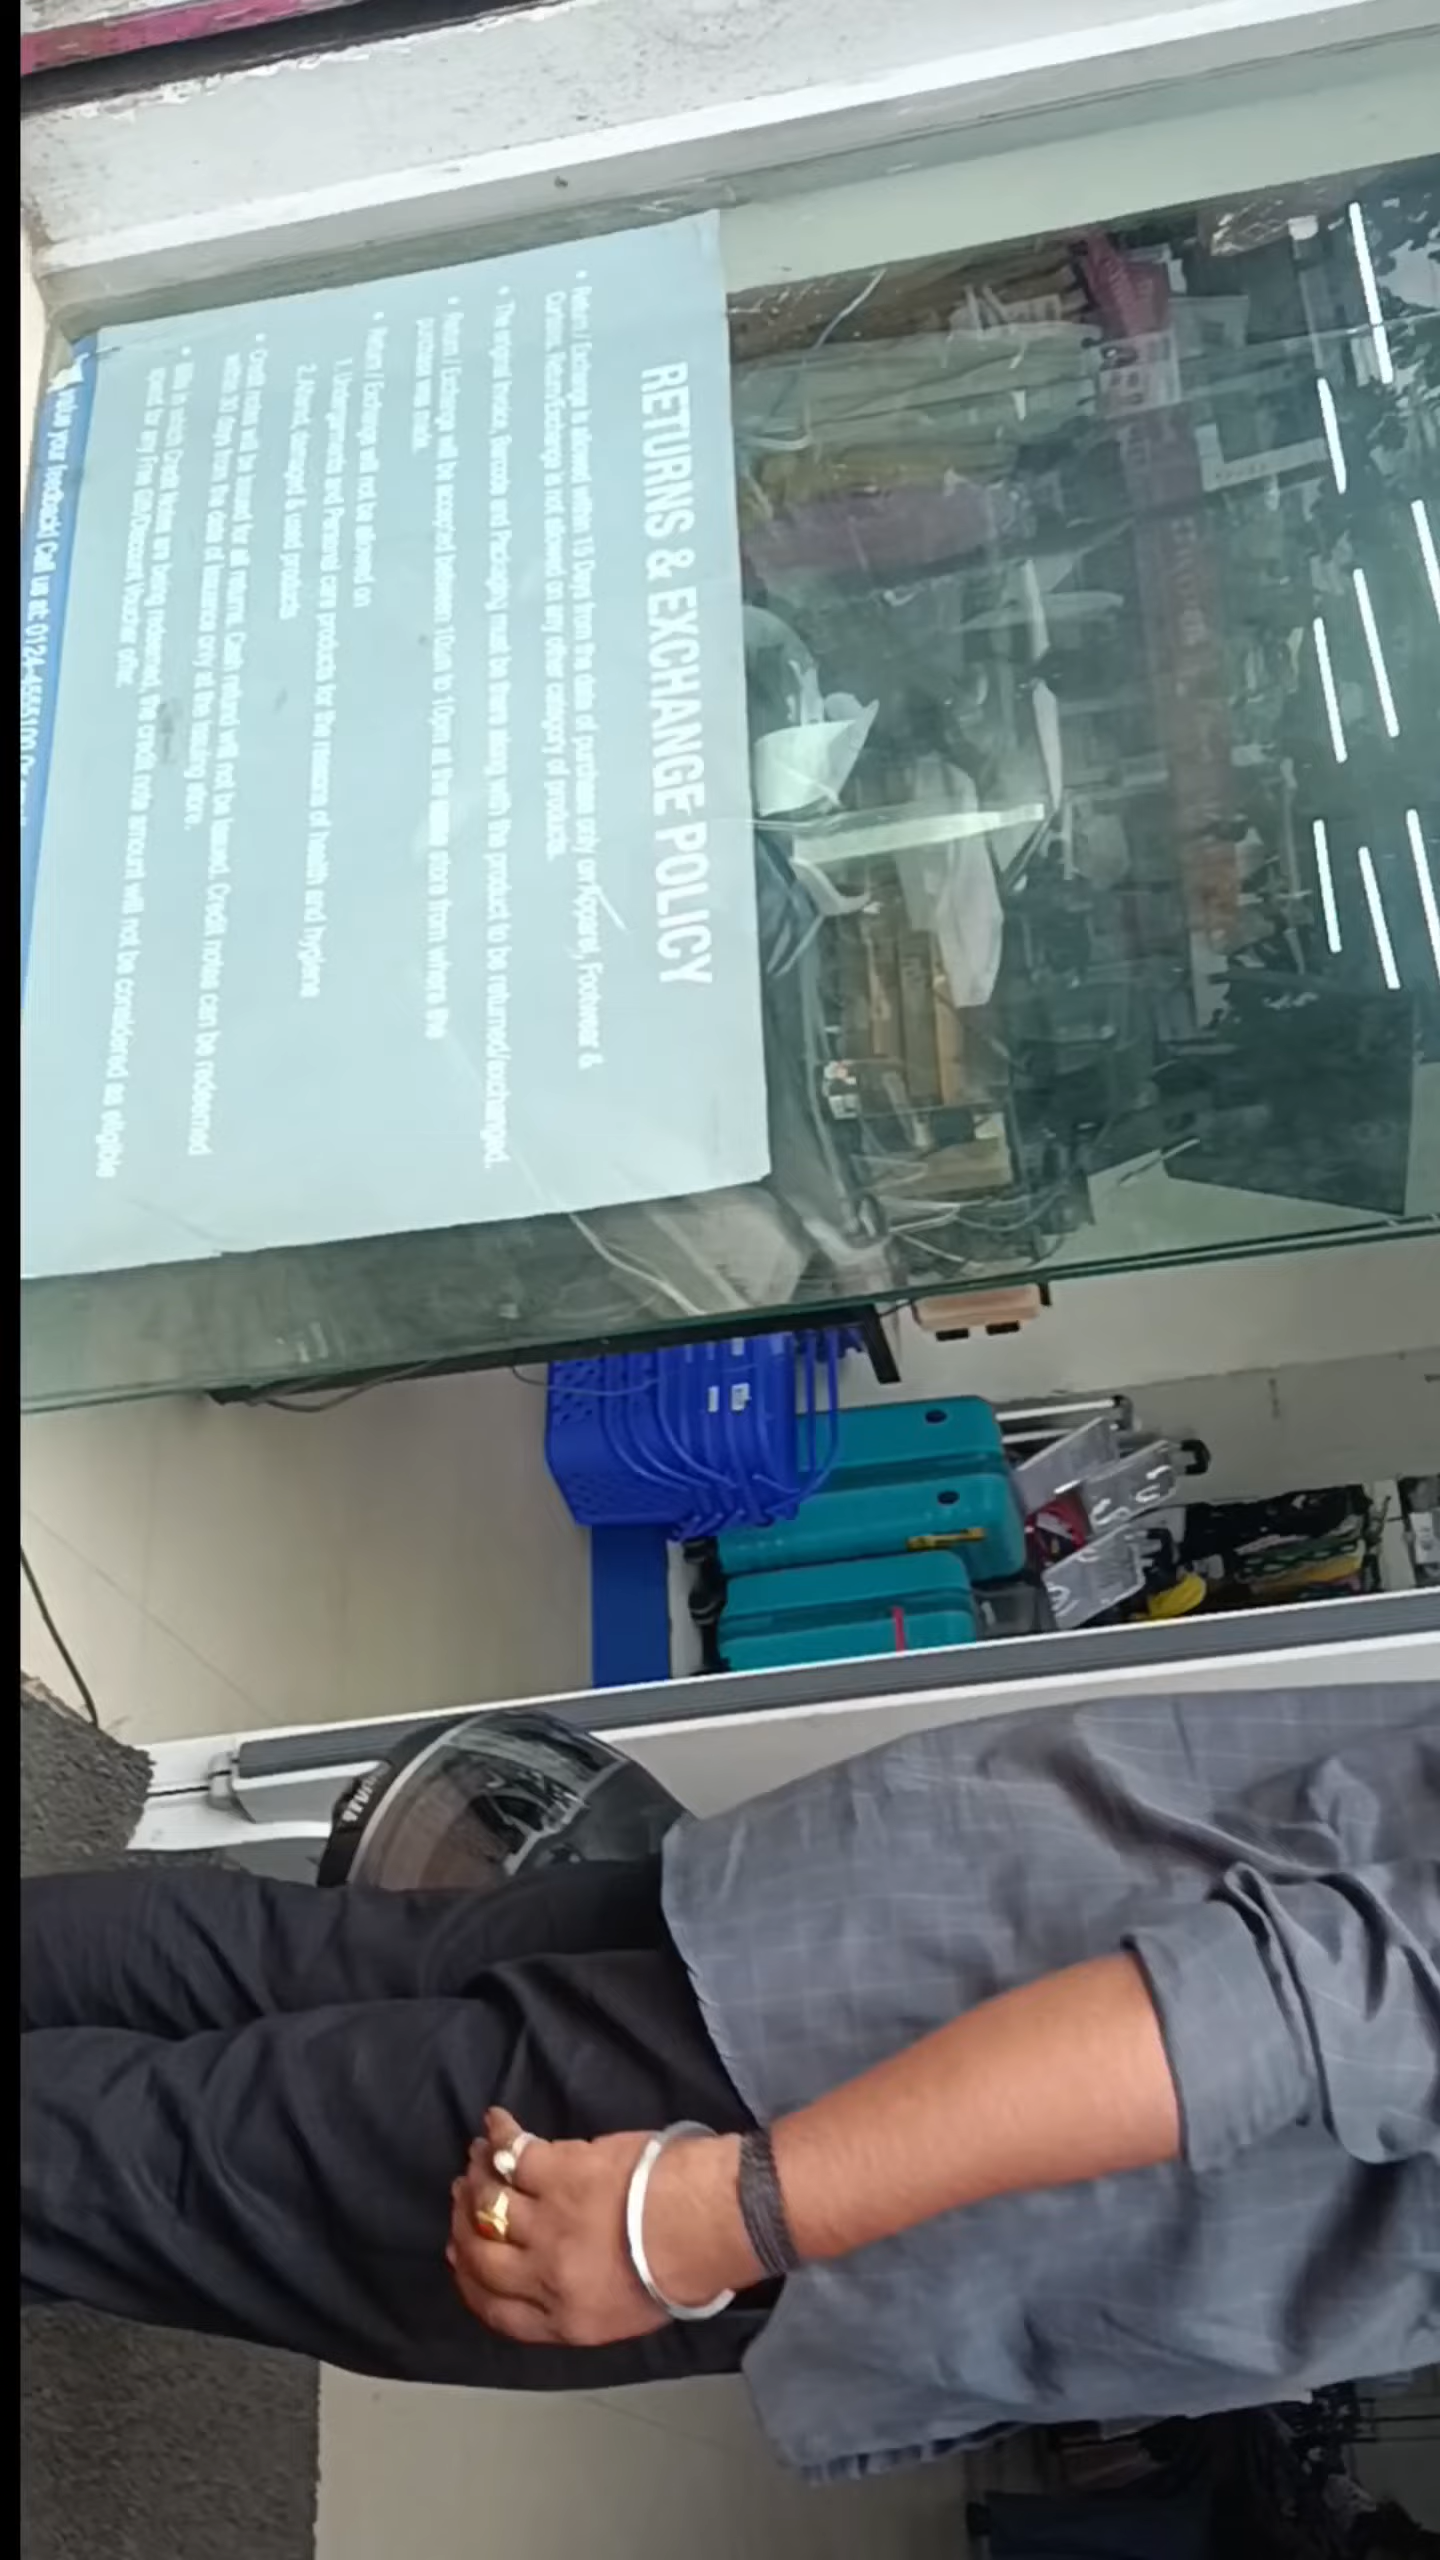 RETURNS & EXCHANGE POLICY
• Return / Exchange is allowed within 15 Days from the date of purchase only on Apparel, Footwear &
Curtains. Return/Exchange is not allowed on any other category of products.
• The original Invoice, Barcode and Packaging must be there along with the product to be returned/exchanged.
• Return / Exchange will be accepted between 10am to 10pm at the same store from where the
purchase was made.
• Return / Exchange will not be allowed on
1. Undergarments and Personal care products for the reasons of health and hygiene
2. Altered, damaged & used products
• Credit notes will be issued for all returns. Cash refund will not be issued. Credit notes can be redeemed
within 30 days from the date of issuance only at the issuing store.
• Bills in which Credit Notes are being redeemed, the credit note amount will not be considered as eligible
spend for any Free Gift/Discount Voucher offer.
value your feedback! Call us at: 0124-4555100 Or